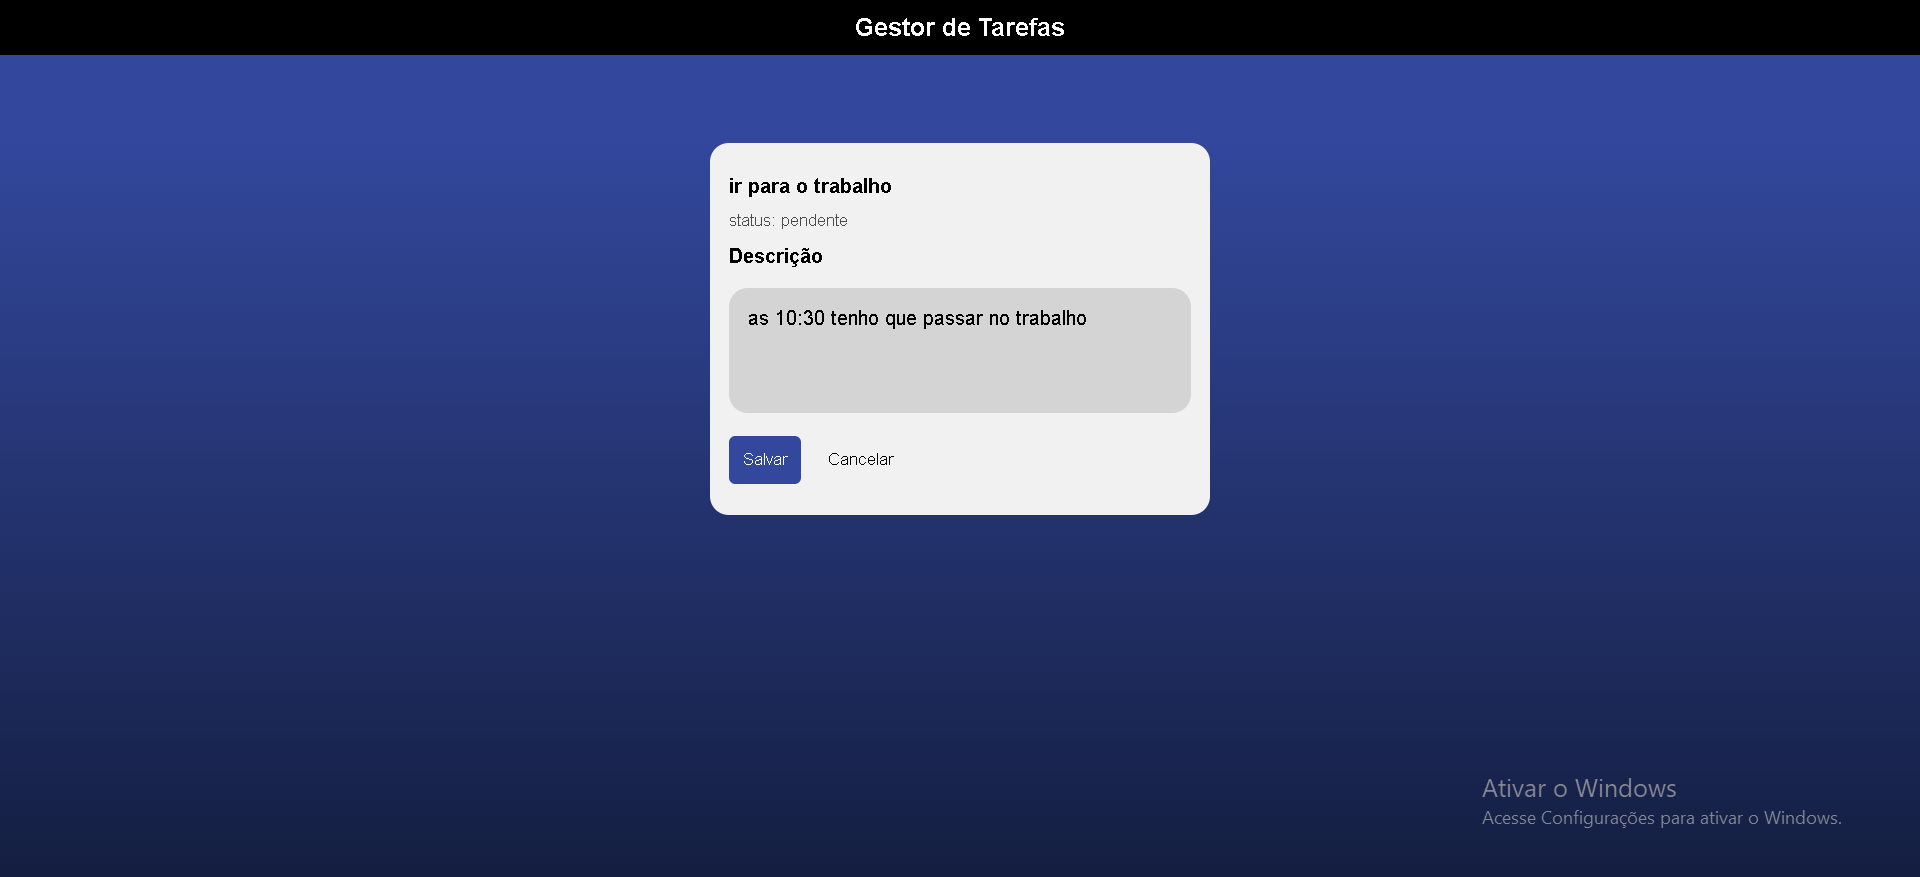 Gestor de Tarefas
ir para o trabalho
status: pendente
Descrição
as 10:30 tenho que passar no trabalho
Salvar
Cancelar
Ativar o Windows
Acesse Configurações para ativar o Windows.